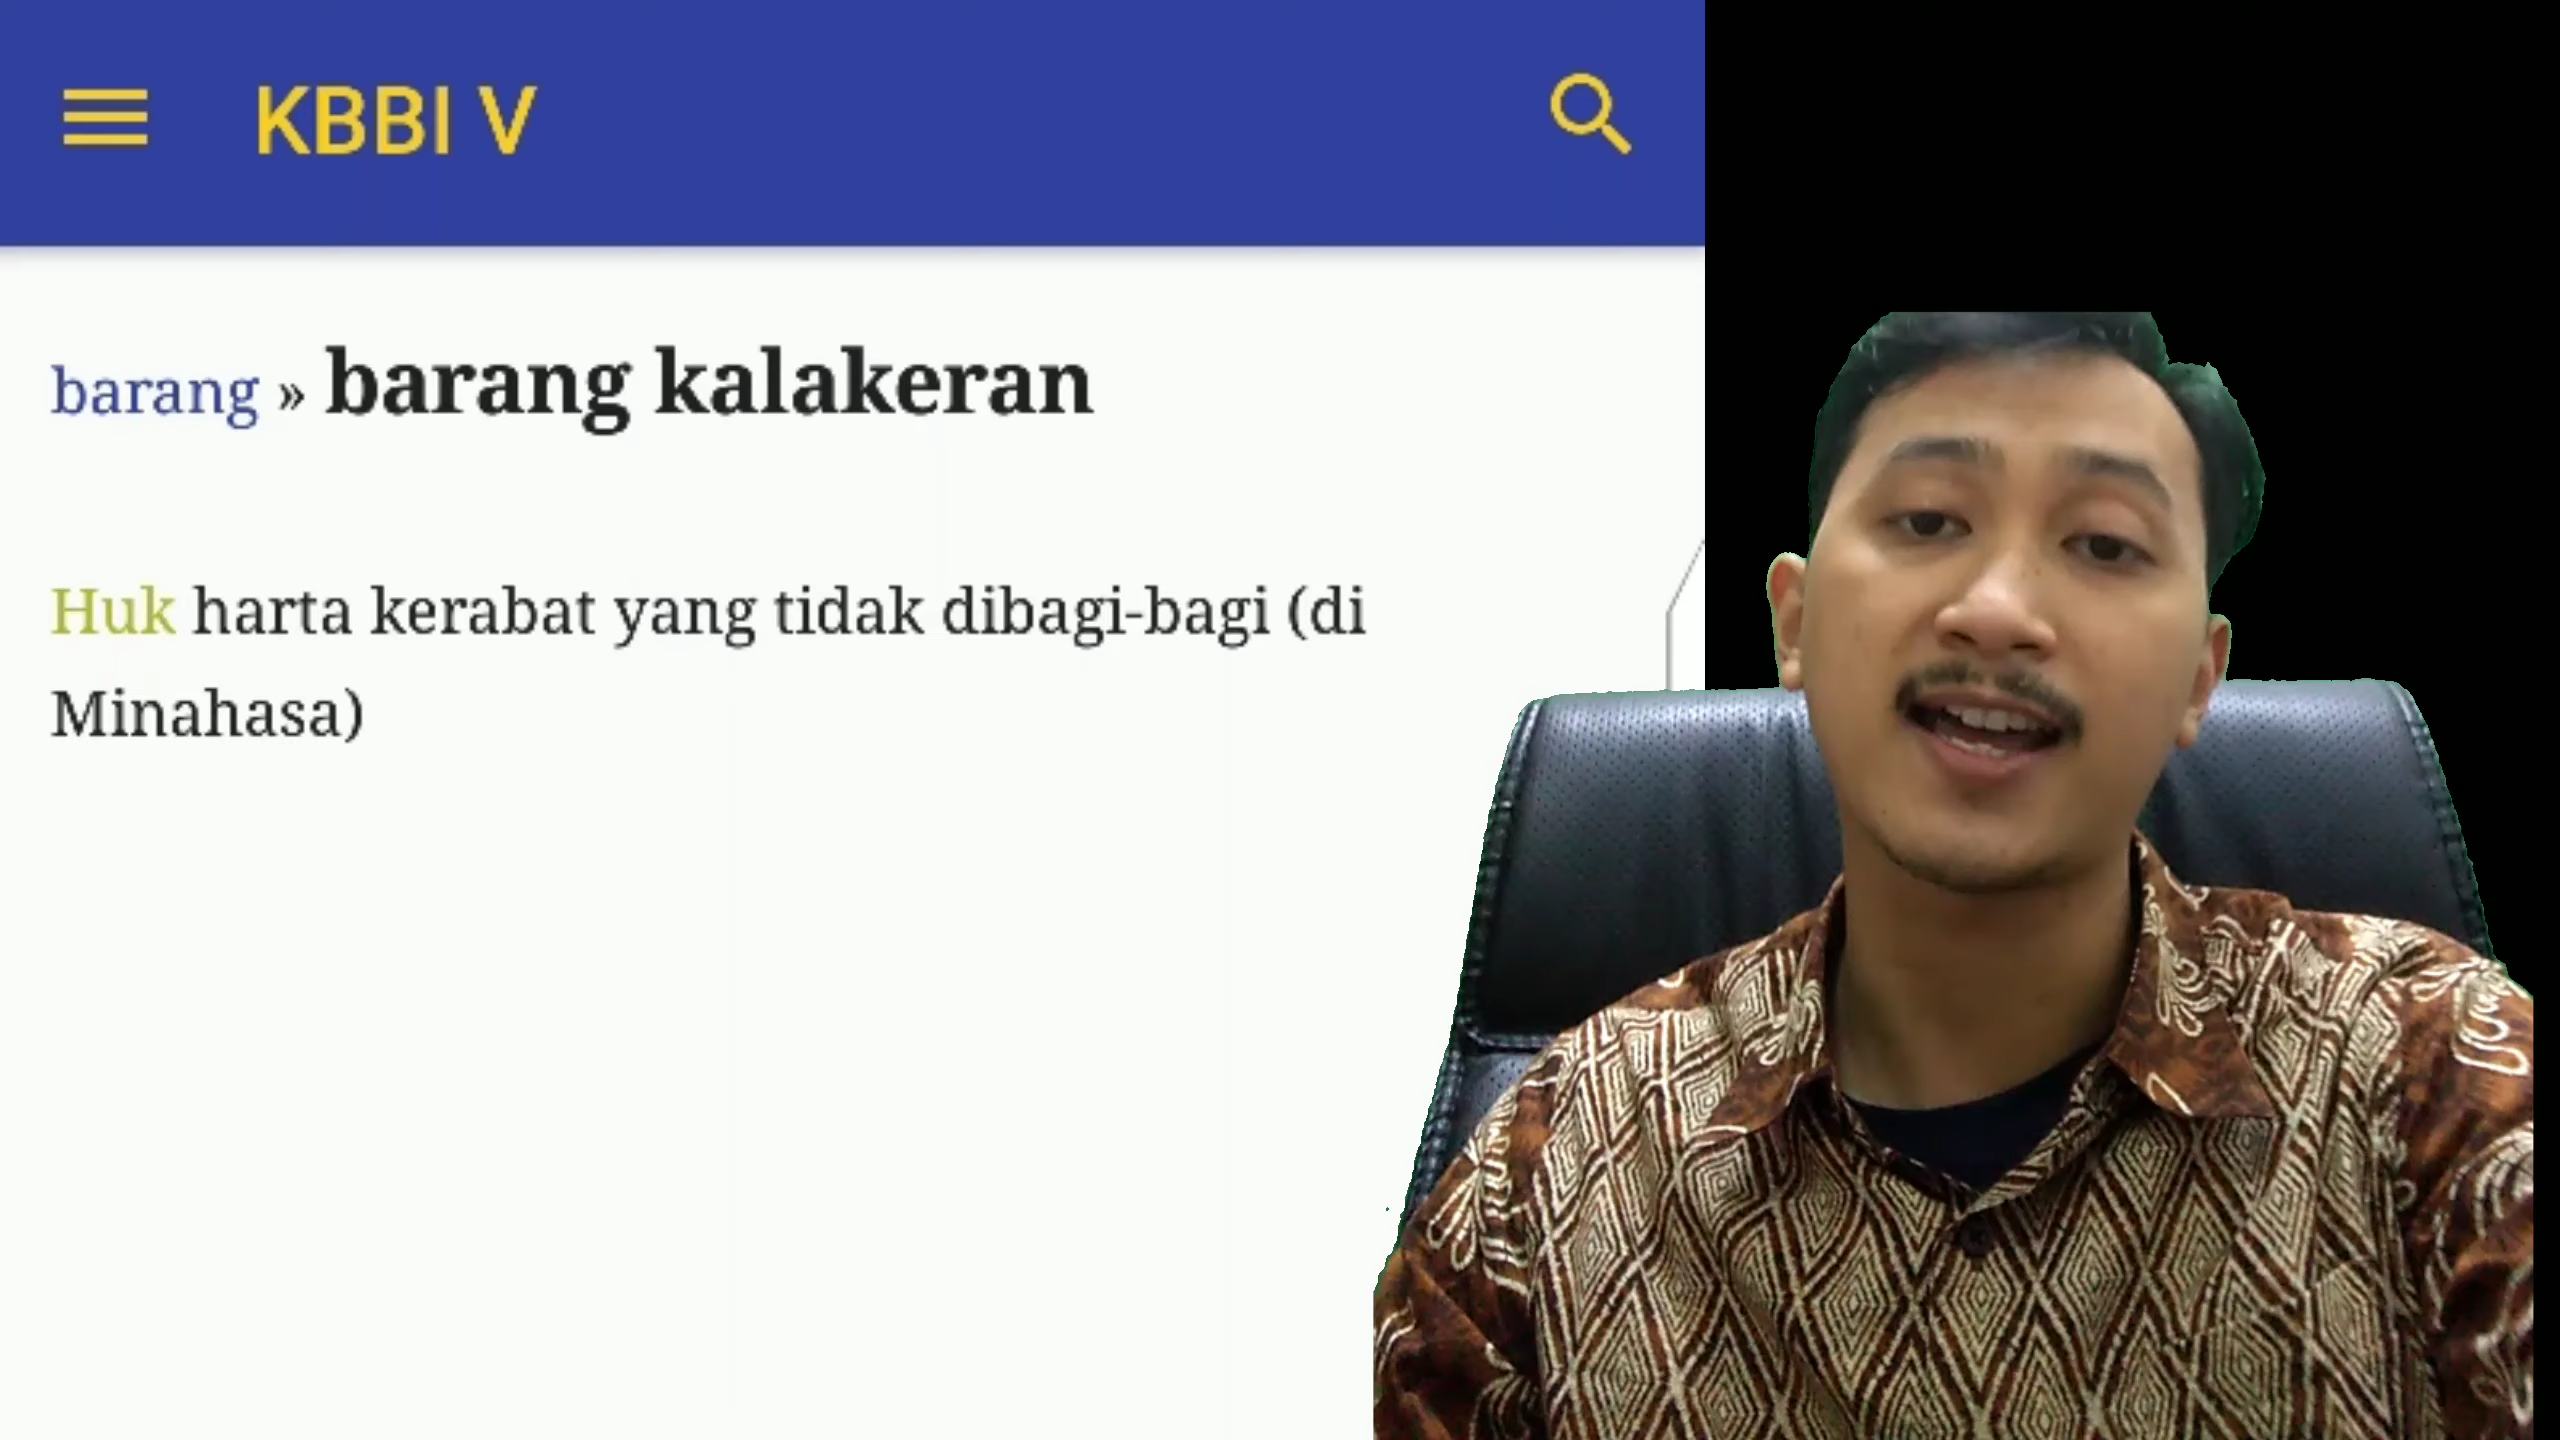 KBBI V
barang » barang kalakeran
Huk harta kerabat yang tidak dibagi-bagi (di
Minahasa)